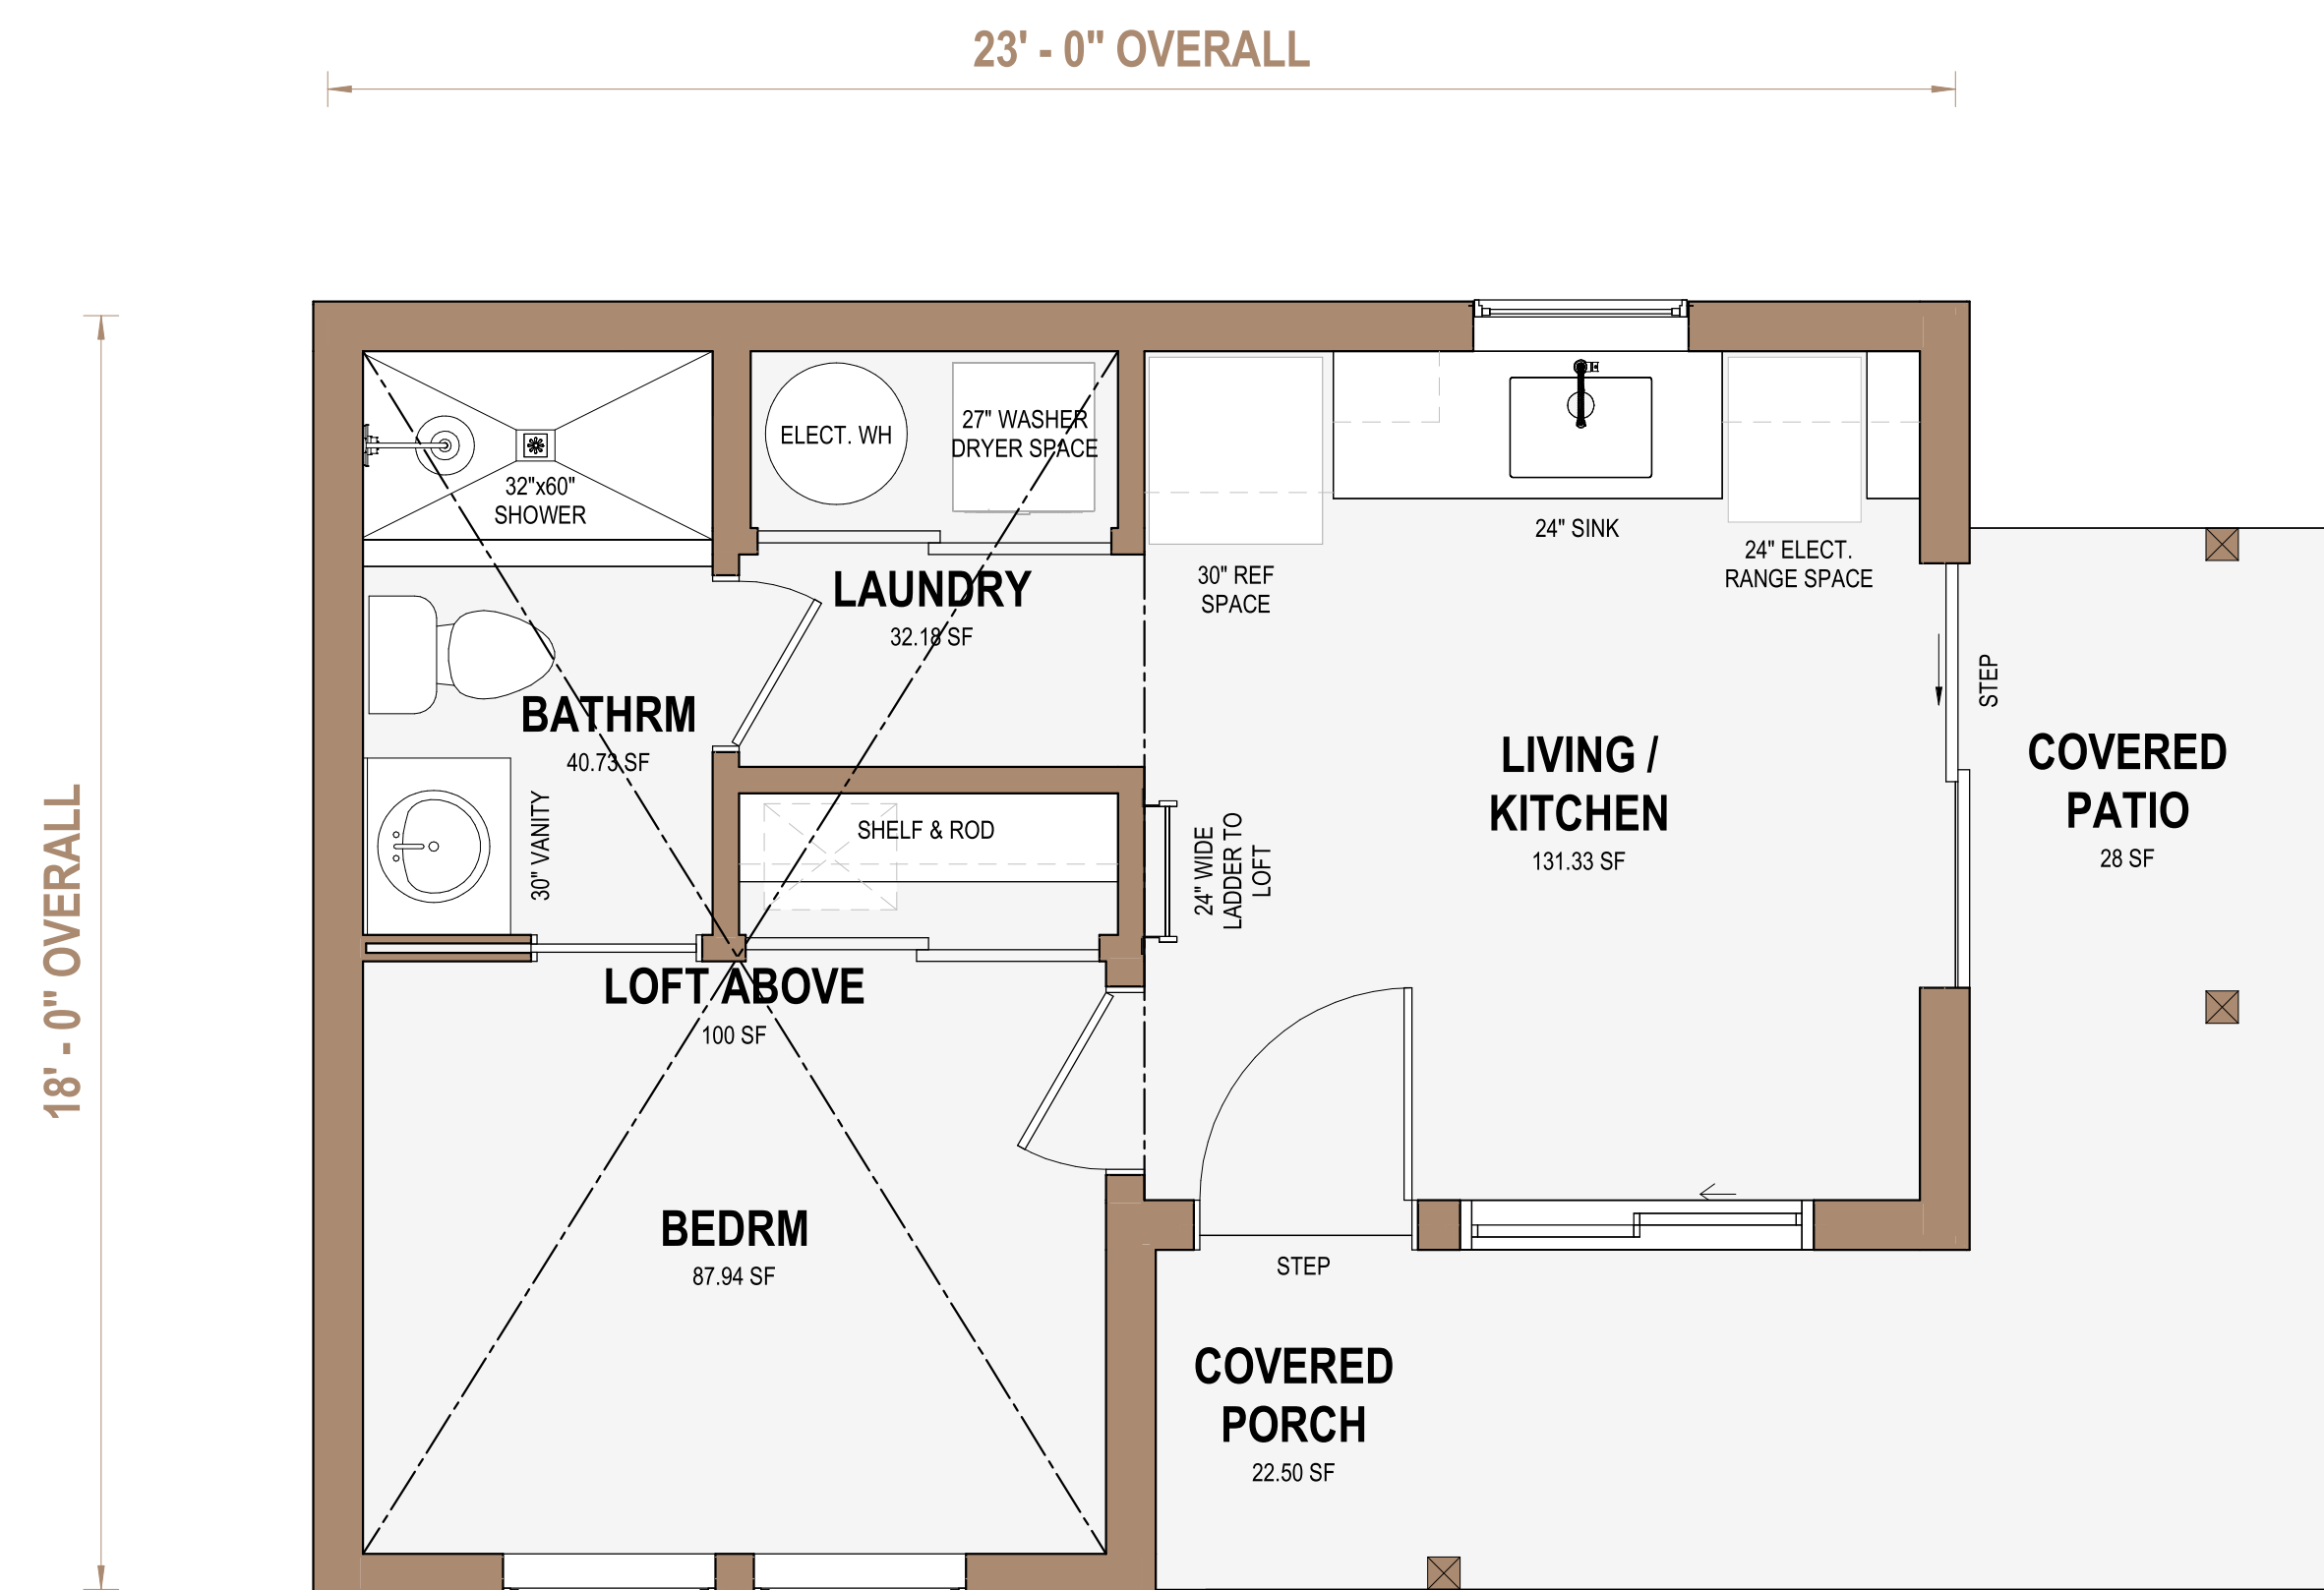 23' - 0" OVERALL
18' - 0" OVERALL
ELECT. WH
27" WASHER
DRYER SPACE
32"x60"
SHOWER
24" SINK
30" REF
SPACE
24" ELECT.
RANGE SPACE
LAUNDRY
32.18 SF
BATHRM
40.73 SF
30" VANITY
SHELF & ROD
24" WIDE
LADDER TO
LOFT
LIVING /
KITCHEN
131.33 SF
STEP
COVERED
PATIO
28 SF
LOFT ABOVE
100 SF
BEDRM
87.94 SF
STEP
COVERED
PORCH
22.50 SF